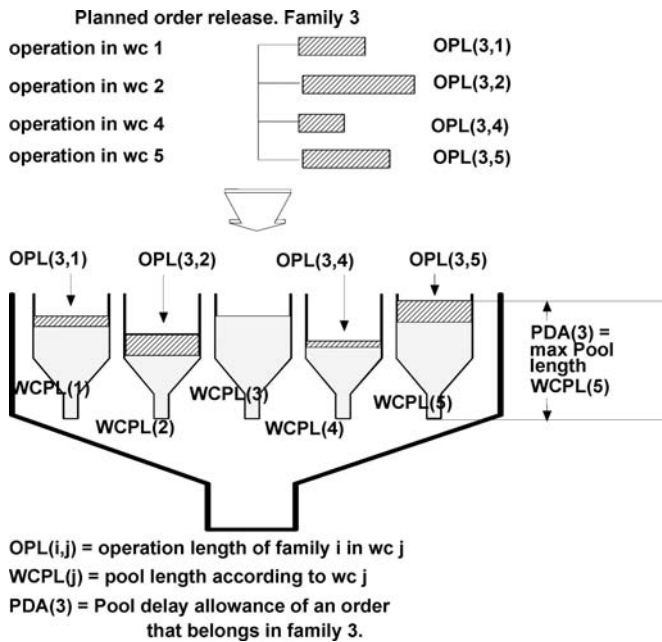 Planned order release. Family 3
operation in wc 1 OPL(3,1)
operation in wc 2 OPL(3,2)
operation in wc 4 OPL(3,4)
operation in wc 5 OPL(3,5)
OPL(3,1) OPL(3,2) OPL(3,4) OPL(3,5)
PDA(3) =
max Pool
length
WCPL(5)
WCPL(1) WCPL(3) WCPL(5)
WCPL(2) WCPL(4)
OPL(i,j) = operation length of family i in wc j
WCPL(j) = pool length according to wc j
PDA(3) = Pool delay allowance of an order
that belongs in family 3.